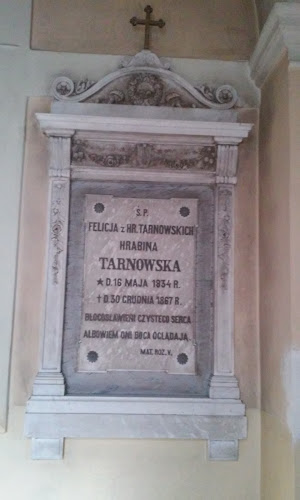 Ś.P.
FELICJA z HR. TARNOWSKICH
HRABINA
TARNOWSKA
* D. 16 MAJA 1834 R.
† D. 30 GRUDNIA 1867 R.
BŁOGOSŁAWIENI CZYSTEGO SERCA
ALBOWIEM ONI BOGA OGLĄDAJĄ
MAT. ROZ. V.